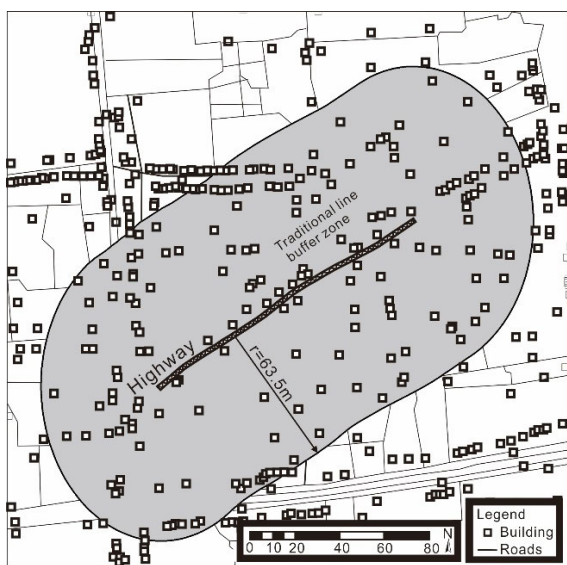 Traditional line
buffer zone
Highway
r=63.5m
N
0 10 20 40 60 80
Legend
Building
Roads